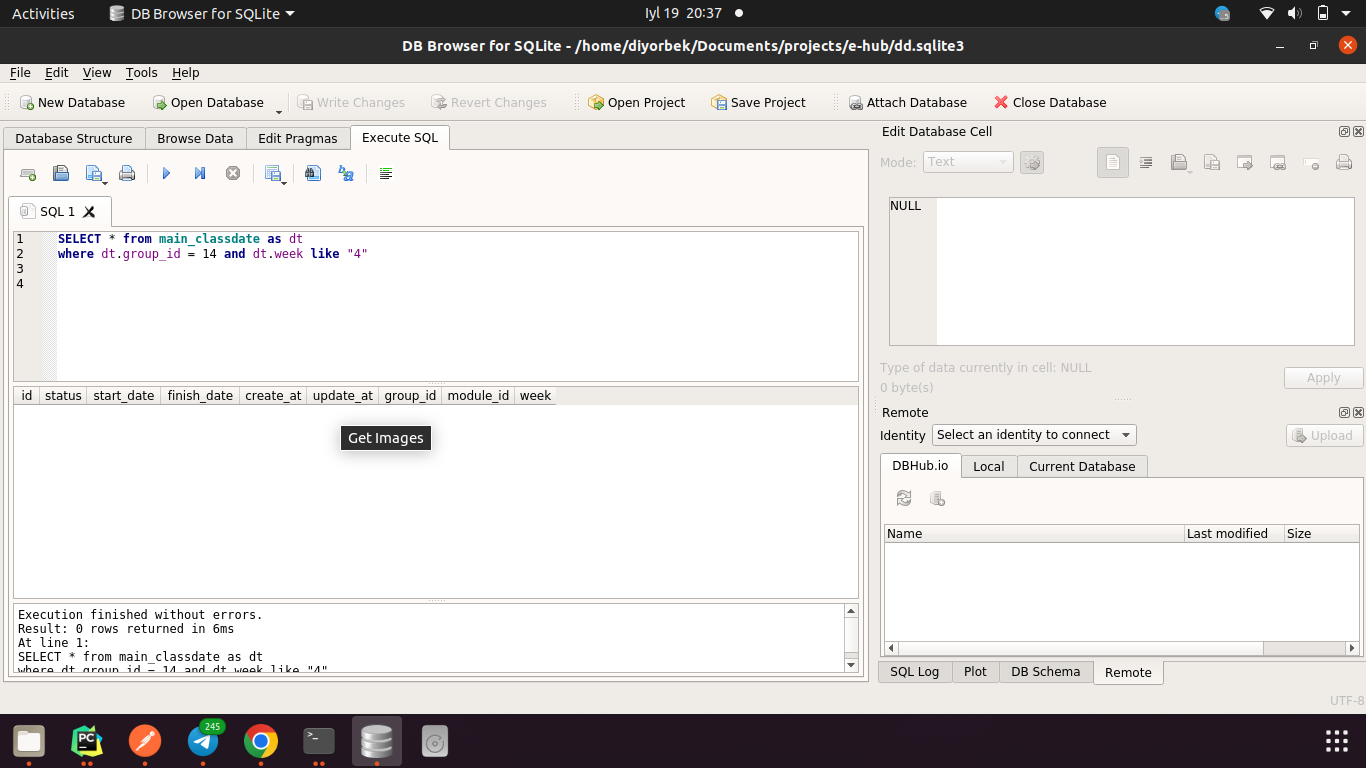 Activities DB Browser for SQLite Iyl 19 20:37
DB Browser for SQLite - /home/diyorbek/Documents/projects/e-hub/dd.sqlite3
File Edit View Tools Help
New Database Open Database Write Changes Revert Changes Open Project Save Project Attach Database Close Database
Database Structure Browse Data Edit Pragmas Execute SQL
SQL 1
1 SELECT * from main_classdate as dt
2 where dt.group_id = 14 and dt.week like "4"
3
4
id status start_date finish_date create_at update_at group_id module_id week
Get Images
Execution finished without errors.
Result: 0 rows returned in 6ms
At line 1:
SELECT * from main_classdate as dt
where dt.group_id = 14 and dt.week like "4"
Edit Database Cell
Mode: Text
NULL
Type of data currently in cell: NULL
0 byte(s)
Apply
Remote
Identity Select an identity to connect Upload
DBHub.io Local Current Database
Name Last modified Size
SQL Log Plot DB Schema Remote
UTF-8
PC
245
>_